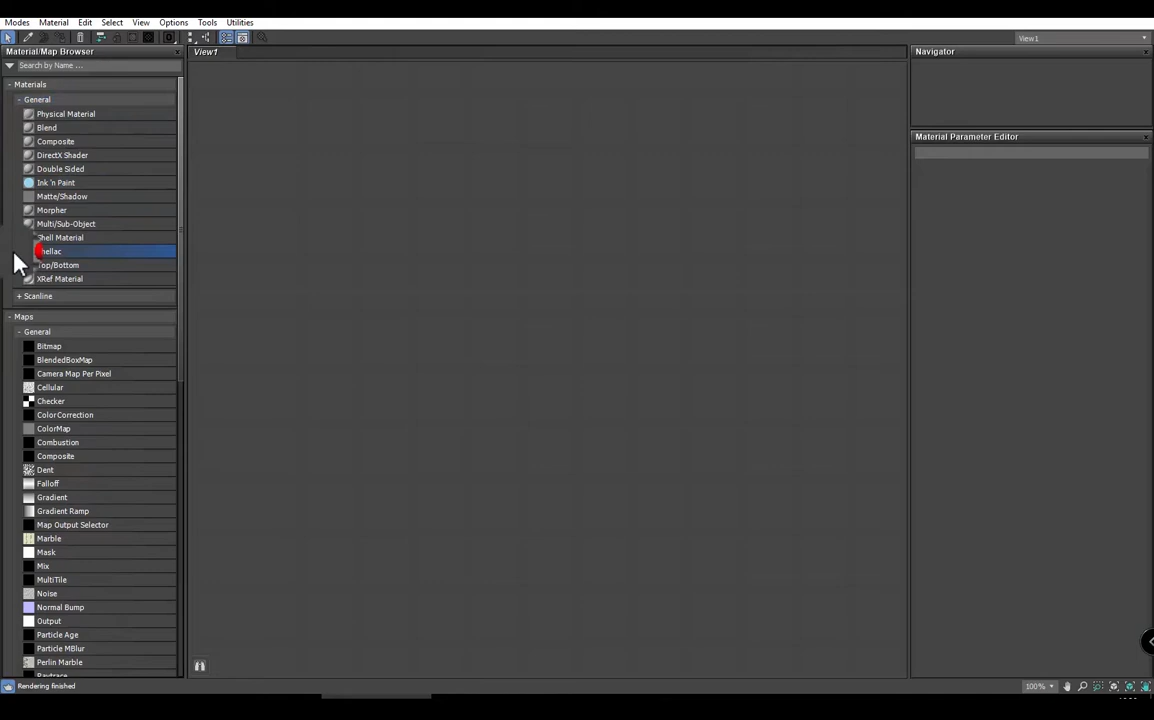 Modes Material Edit Select View Options Tools Utilities
View1
Material/Map Browser
View1
Navigator
Search by Name ...
- Materials
- General
Physical Material
Blend
Composite
DirectX Shader
Double Sided
Ink 'n Paint
Matte/Shadow
Morpher
Multi/Sub-Object
Shell Material
hellac
Top/Bottom
XRef Material
+ Scanline
- Maps
- General
Bitmap
BlendedBoxMap
Camera Map Per Pixel
Cellular
Checker
ColorCorrection
ColorMap
Combustion
Composite
Dent
Falloff
Gradient
Gradient Ramp
Map Output Selector
Marble
Mask
Mix
MultiTile
Noise
Normal Bump
Output
Particle Age
Particle MBlur
Perlin Marble
Raytrace
Material Parameter Editor
Rendering finished
100%